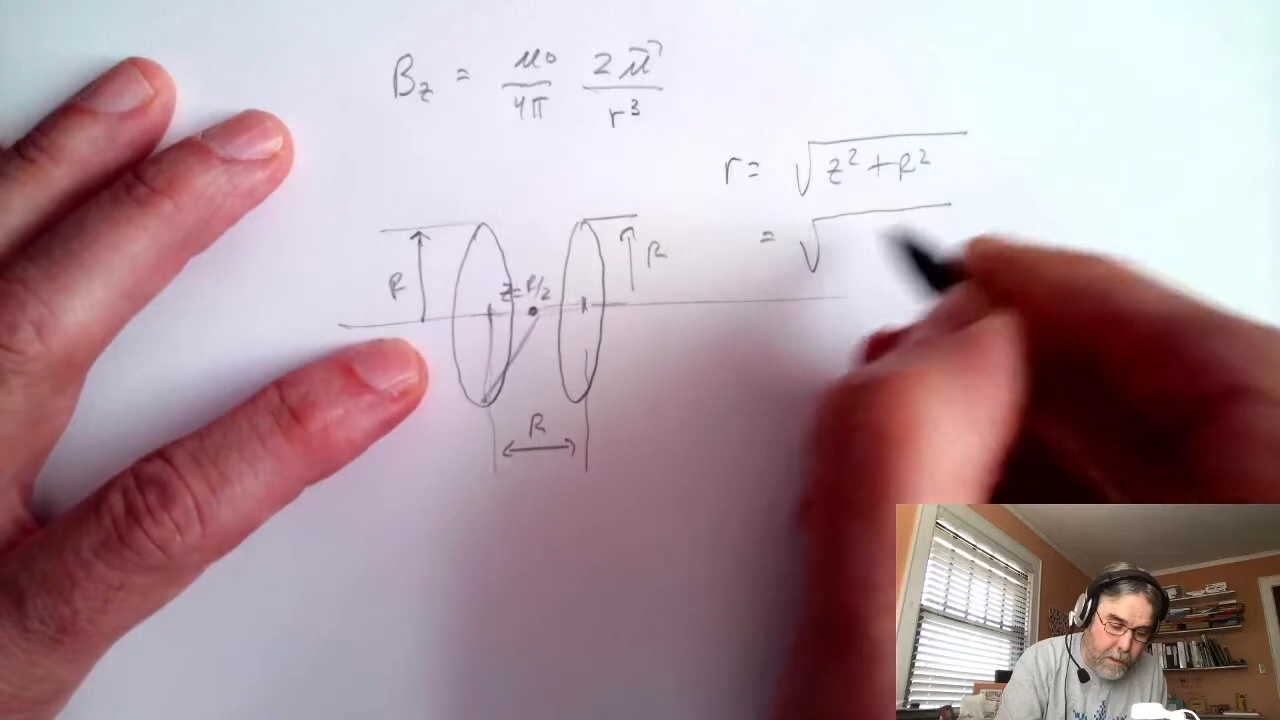 B_z = μ₀/4π 2μ⃗/r³
r = √(z² + R²)
= √
R
z=R/2
R
R